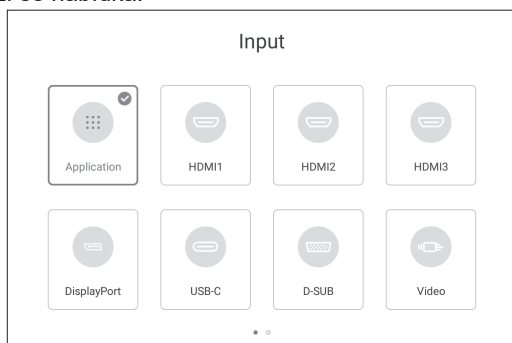 Input
Application HDMI1 HDMI2 HDMI3
DisplayPort USB-C D-SUB Video